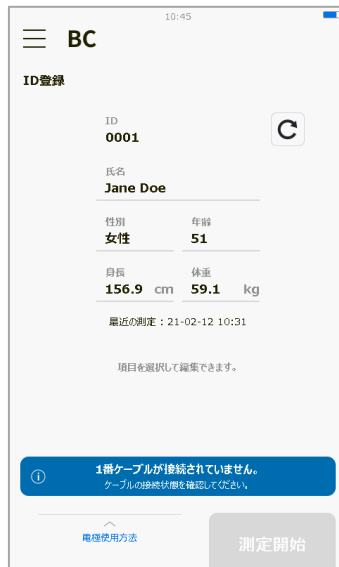 10:45
BC
ID登録
ID
0001
氏名
Jane Doe
性別 年齢
女性 51
身長 体重
156.9 cm 59.1 kg
最近の測定：21-02-12 10:31
項目を選択して編集できます。
1番ケーブルが接続されていません。
ケーブルの接続状態を確認してください。
電極使用方法
測定開始